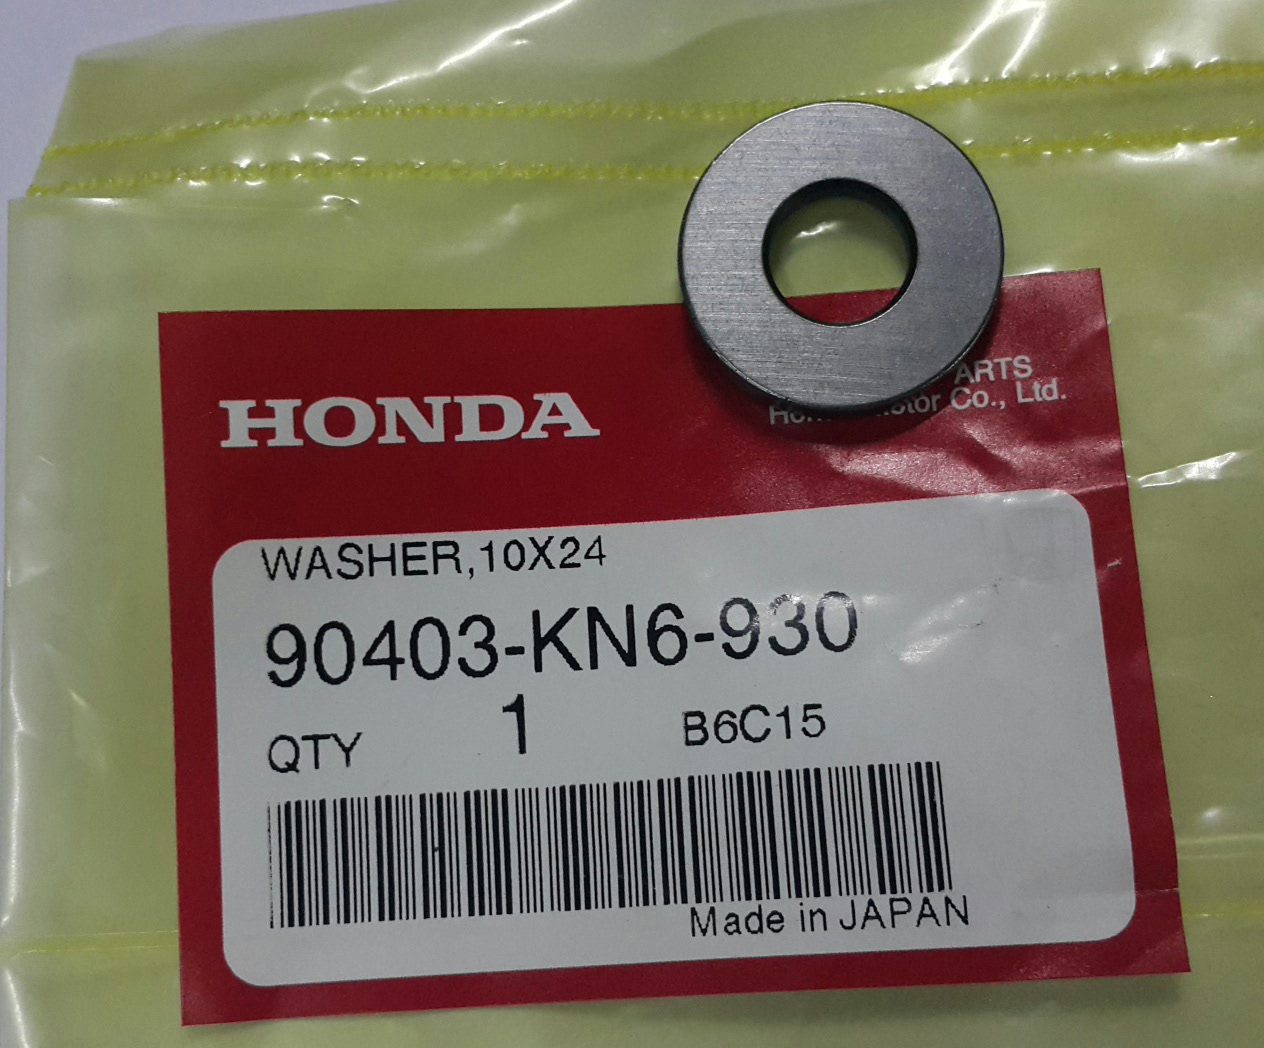 HONDA
ARTS
Co., Ltd.
WASHER,10X24
90403-KN6-930
QTY 1 B6C15
Made in JAPAN